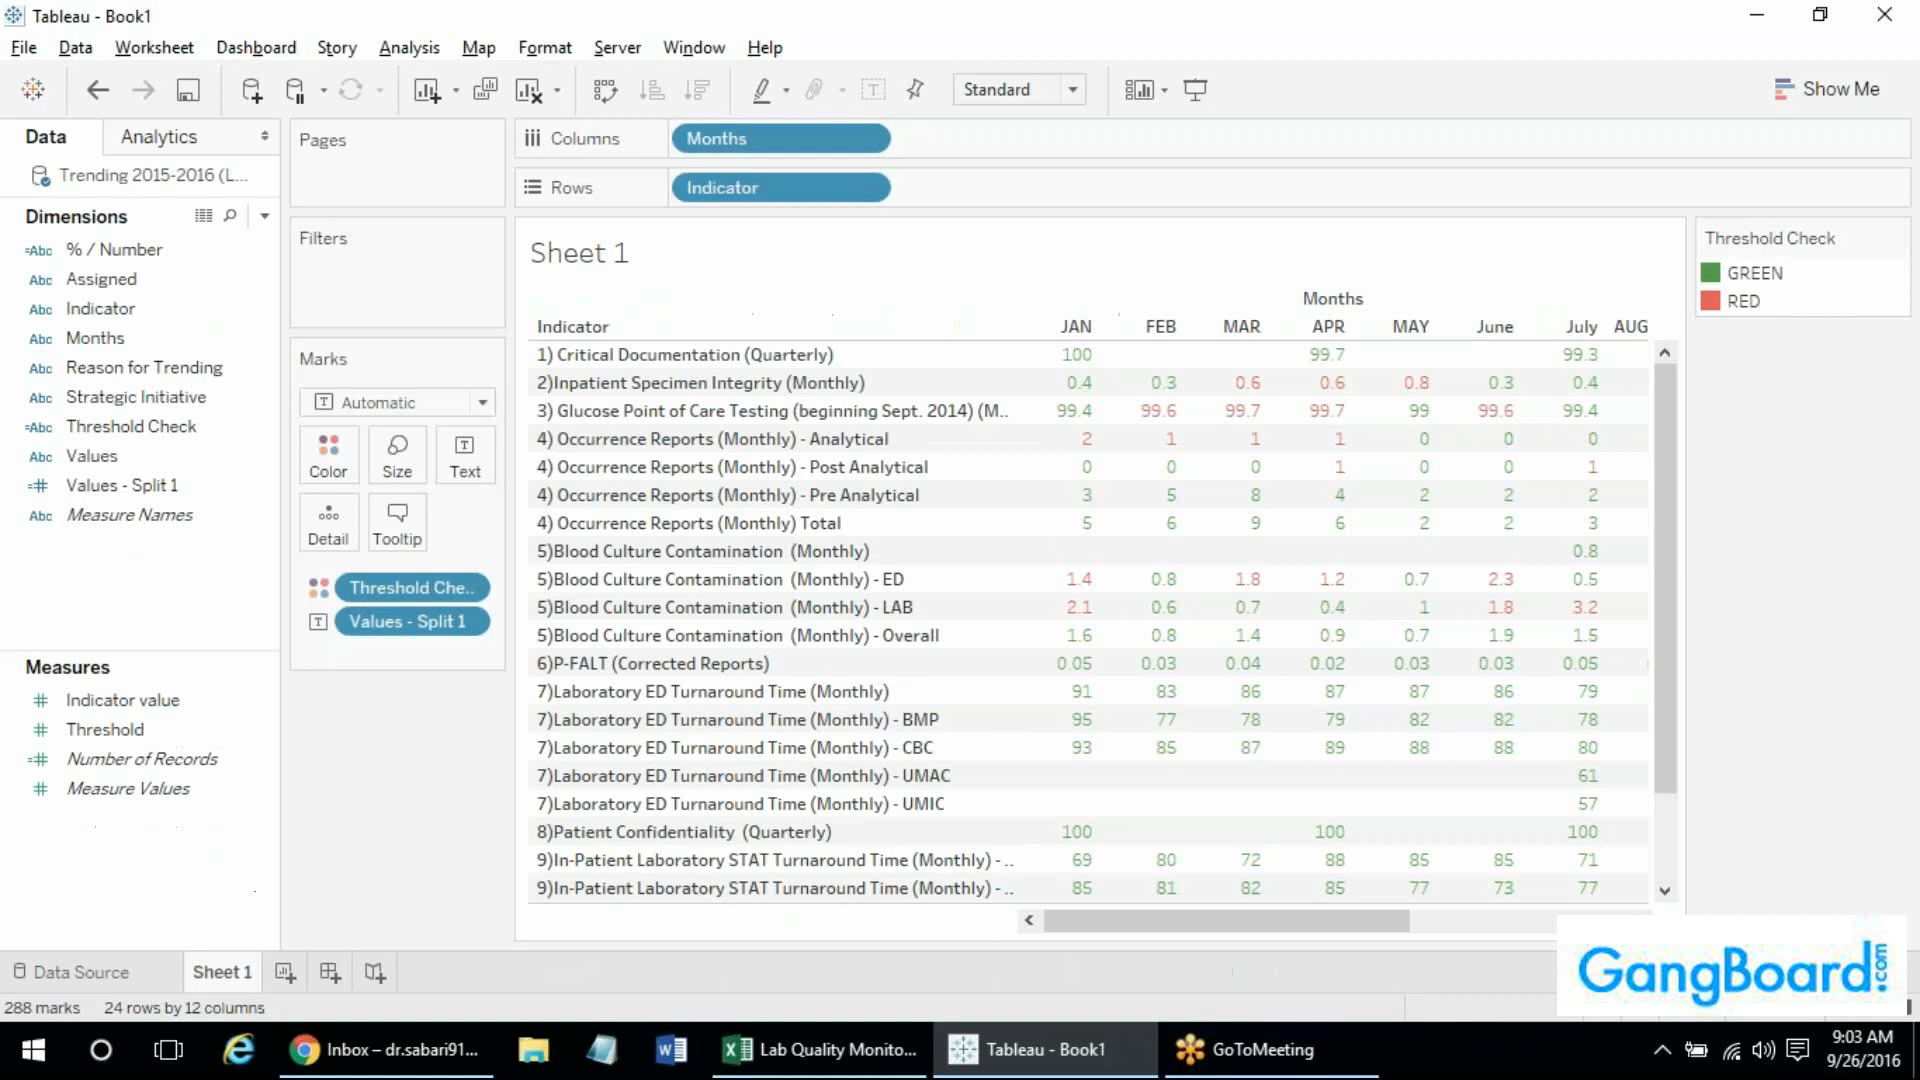 Tableau - Book1
File Data Worksheet Dashboard Story Analysis Map Format Server Window Help
Standard
Show Me
Data Analytics
Trending 2015-2016 (L...
Dimensions
Abc % / Number
Abc Assigned
Abc Indicator
Abc Months
Abc Reason for Trending
Abc Strategic Initiative
Abc Threshold Check
Abc Values
Values - Split 1
Abc Measure Names
Measures
Indicator value
Threshold
Number of Records
Measure Values
Pages
Filters
Marks
Automatic
Color Size Text
Detail Tooltip
Threshold Che..
Values - Split 1
Columns Months
Rows Indicator
Sheet 1
Months
Indicator JAN FEB MAR APR MAY June July AUG
1) Critical Documentation (Quarterly) 100 99.7 99.3
2)Inpatient Specimen Integrity (Monthly) 0.4 0.3 0.6 0.6 0.8 0.3 0.4
3) Glucose Point of Care Testing (beginning Sept. 2014) (M.. 99.4 99.6 99.7 99.7 99 99.6 99.4
4) Occurrence Reports (Monthly) - Analytical 2 1 1 1 0 0 0
4) Occurrence Reports (Monthly) - Post Analytical 0 0 0 1 0 0 1
4) Occurrence Reports (Monthly) - Pre Analytical 3 5 8 4 2 2 2
4) Occurrence Reports (Monthly) Total 5 6 9 6 2 2 3
5)Blood Culture Contamination (Monthly) 0.8
5)Blood Culture Contamination (Monthly) - ED 1.4 0.8 1.8 1.2 0.7 2.3 0.5
5)Blood Culture Contamination (Monthly) - LAB 2.1 0.6 0.7 0.4 1 1.8 3.2
5)Blood Culture Contamination (Monthly) - Overall 1.6 0.8 1.4 0.9 0.7 1.9 1.5
6)P-FALT (Corrected Reports) 0.05 0.03 0.04 0.02 0.03 0.03 0.05
7)Laboratory ED Turnaround Time (Monthly) 91 83 86 87 87 86 79
7)Laboratory ED Turnaround Time (Monthly) - BMP 95 77 78 79 82 82 78
7)Laboratory ED Turnaround Time (Monthly) - CBC 93 85 87 89 88 88 80
7)Laboratory ED Turnaround Time (Monthly) - UMAC 61
7)Laboratory ED Turnaround Time (Monthly) - UMIC 57
8)Patient Confidentiality (Quarterly) 100 100 100
9)In-Patient Laboratory STAT Turnaround Time (Monthly) - .. 69 80 72 88 85 85 71
9)In-Patient Laboratory STAT Turnaround Time (Monthly) - .. 85 81 82 85 77 73 77
Threshold Check
GREEN
RED
GangBoard.com
Data Source Sheet 1
288 marks 24 rows by 12 columns
Inbox – dr.sabari91... Lab Quality Monito... Tableau - Book1 GoToMeeting
9:03 AM
9/26/2016